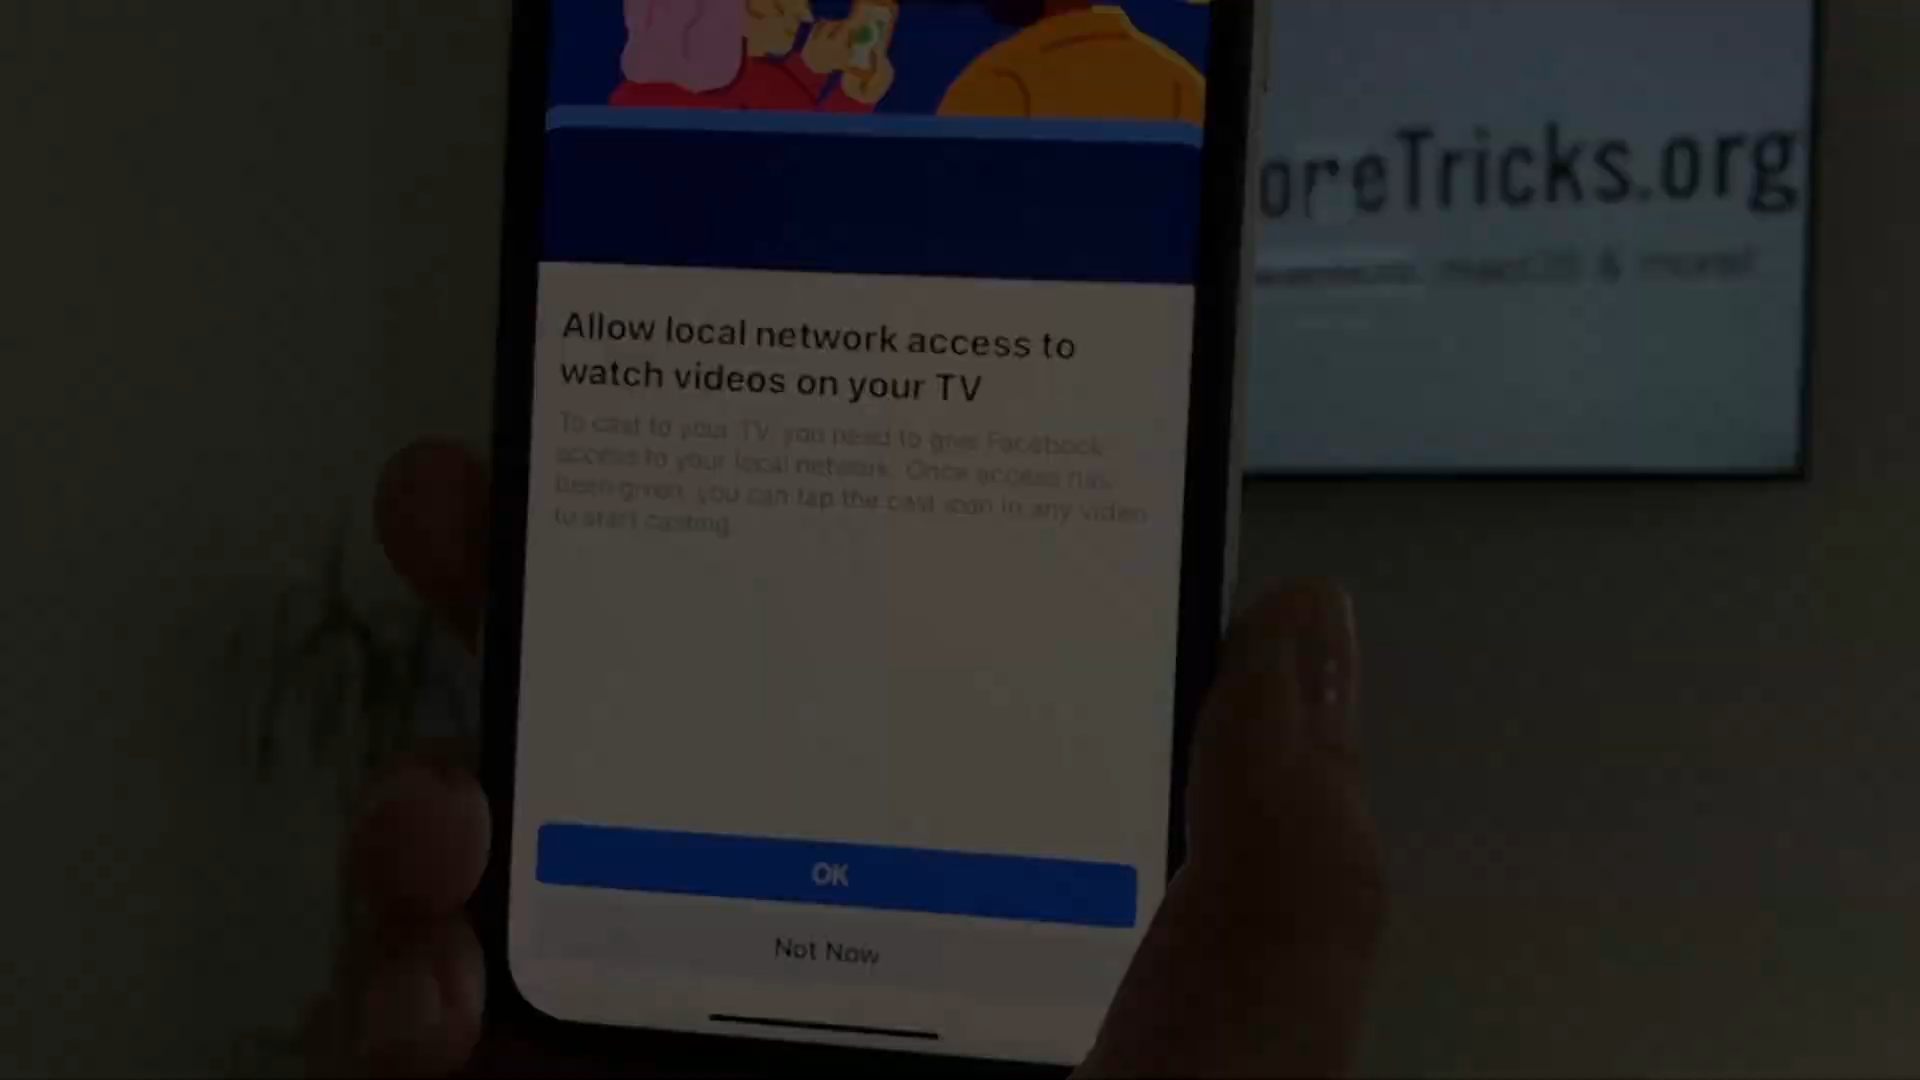 oreTricks.org
macOS & more!
Allow local network access to
watch videos on your TV
To cast to your TV, you need to give Facebook
access to your local network. Once access has
been given, you can tap the cast icon in any video
to start casting.
OK
Not Now